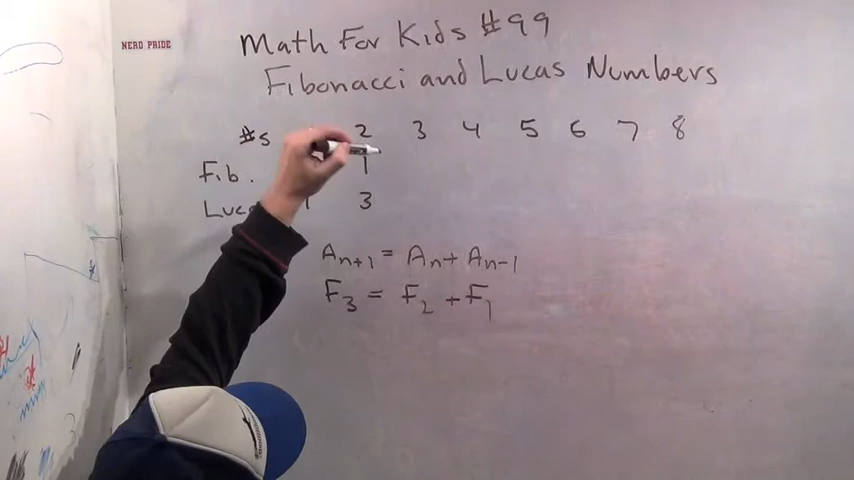 NERD PRIDE
Math For Kids #99
Fibonacci and Lucas Numbers
#s 2 3 4 5 6 7 8
Fib. 1
Lucas 1 3
An+1 = An + An-1
F3 = F2 + F1